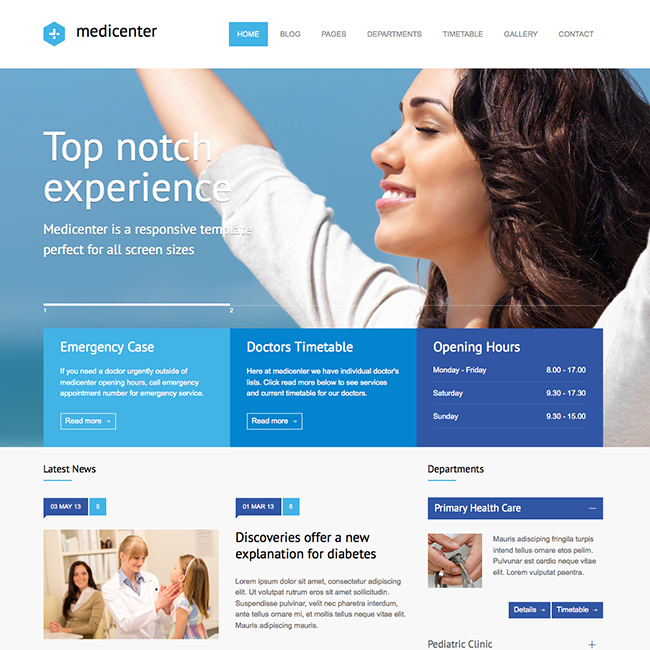 medicenter
HOME BLOG PAGES DEPARTMENTS TIMETABLE GALLERY CONTACT
Top notch
experience
Medicenter is a responsive template
perfect for all screen sizes
1 2
Emergency Case
If you need a doctor urgently outside of
medicenter opening hours, call emergency
appointment number for emergency service.
Read more →
Doctors Timetable
Here at medicenter we have individual doctor's
lists. Click read more below to see services
and current timetable for our doctors.
Read more →
Opening Hours
Monday - Friday 8.00 - 17.00
Saturday 9.30 - 17.30
Sunday 9.30 - 15.00
Latest News
03 MAY 13 5
01 MAR 13 6
Discoveries offer a new
explanation for diabetes
Lorem ipsum dolor sit amet, consectetur adipiscing
elit. Ut volutpat rutrum eros sit amet sollicitudin.
Suspendisse pulvinar, velit nec pharetra interdum,
ante tellus ornare mi, et mollis tellus neque vitae elit.
Mauris adipiscing mauris.
Departments
Primary Health Care –
Mauris adisciping fringila turpis
intend tellus ornare etos pelim.
Pulvunar est cardio neque vitae
elit. Lorem vulputat paentra.
Details → Timetable →
Pediatric Clinic +